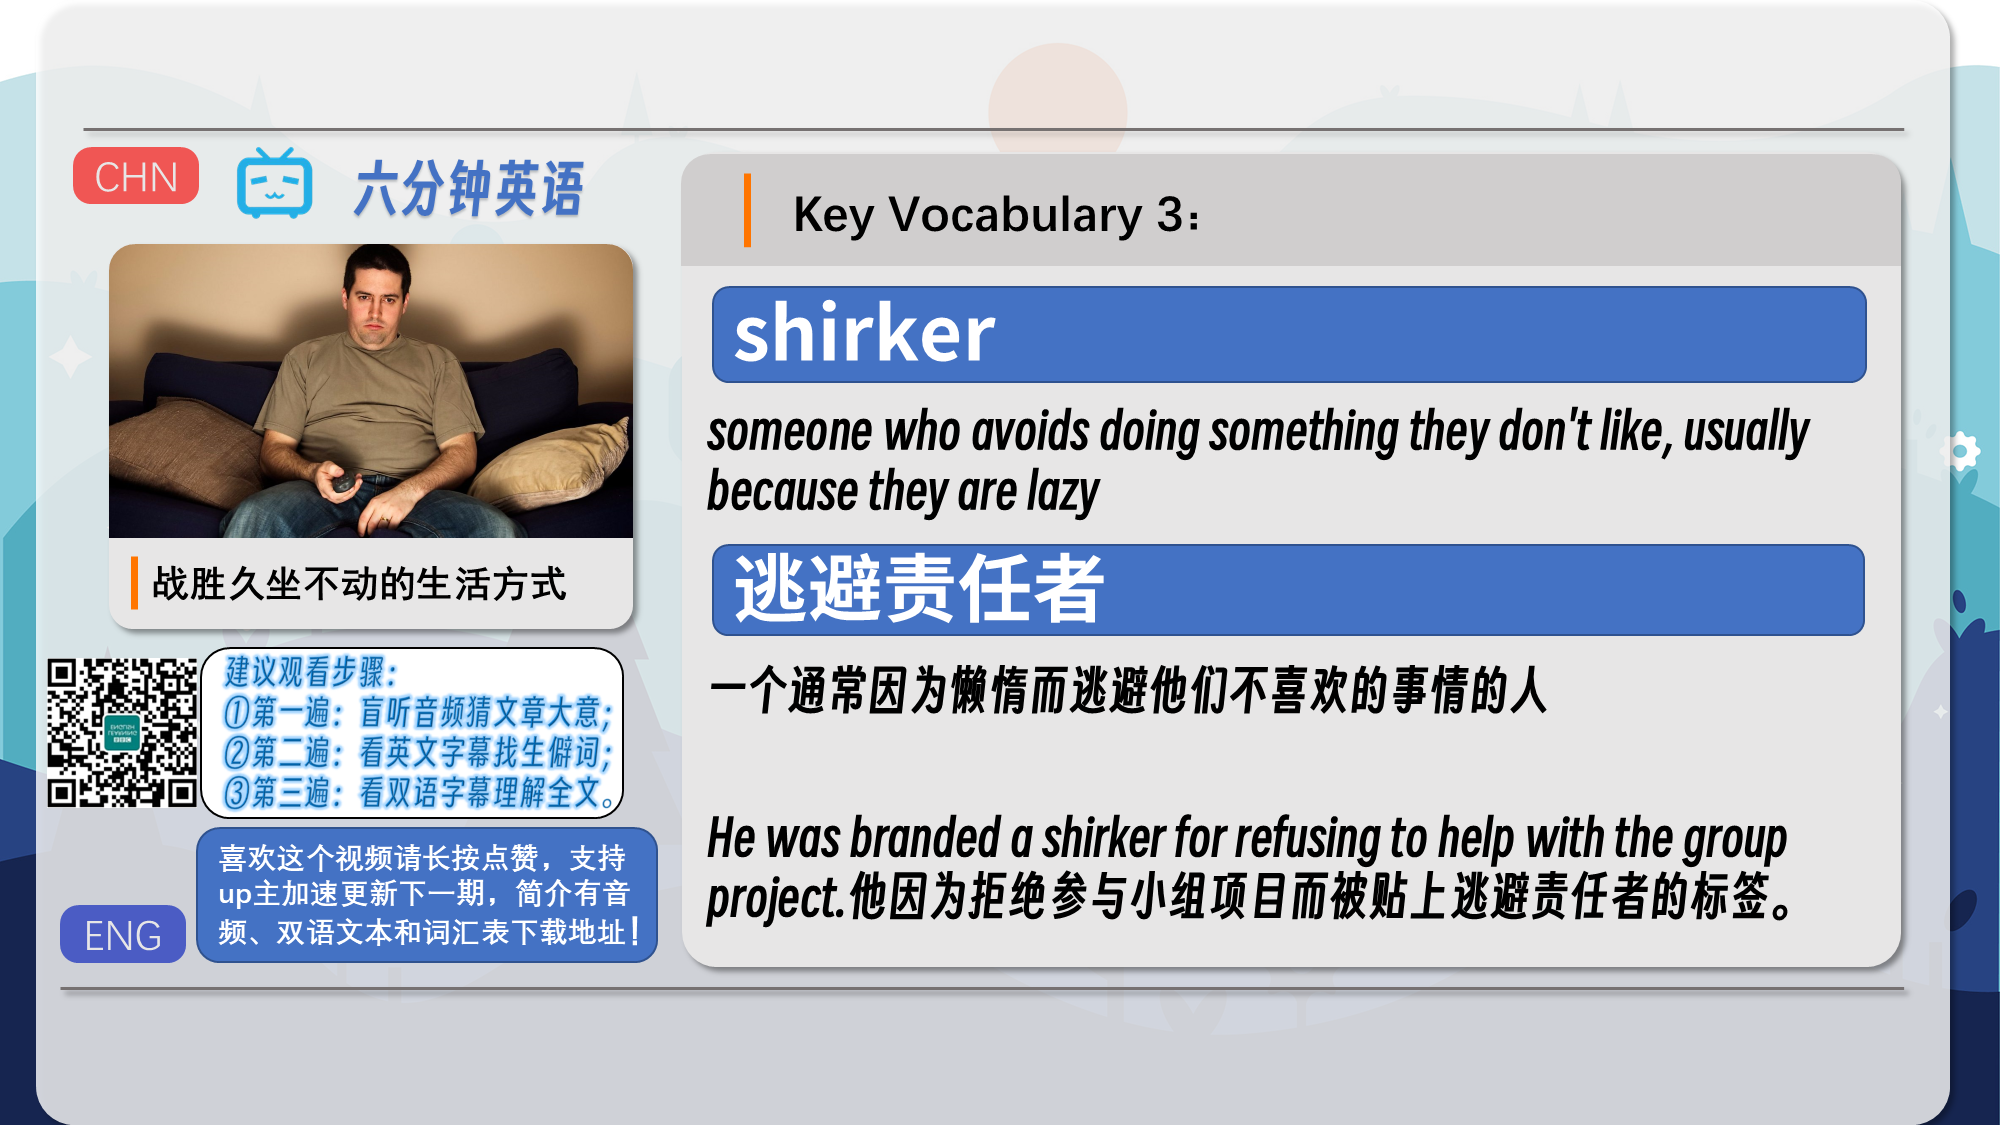 CHN
六分钟英语
战胜久坐不动的生活方式
建议观看步骤：
①第一遍：盲听音频猜文章大意；
②第二遍：看英文字幕找生僻词；
③第三遍：看双语字幕理解全文。
喜欢这个视频请长按点赞，支持
up主加速更新下一期，简介有音
频、双语文本和词汇表下载地址！
ENG
Key Vocabulary 3：
shirker
someone who avoids doing something they don't like, usually
because they are lazy
逃避责任者
一个通常因为懒惰而逃避他们不喜欢的事情的人
He was branded a shirker for refusing to help with the group
project.他因为拒绝参与小组项目而被贴上逃避责任者的标签。